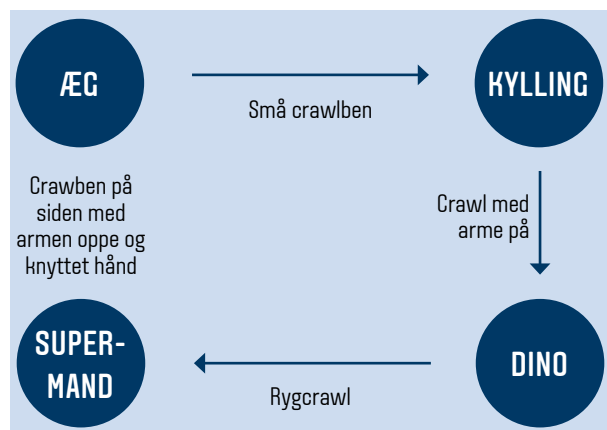 ÆG
KYLLING
Små crawlben
Crawben på
siden med
armen oppe og
knyttet hånd
Crawl med
arme på
SUPER-
MAND
DINO
Rygcrawl